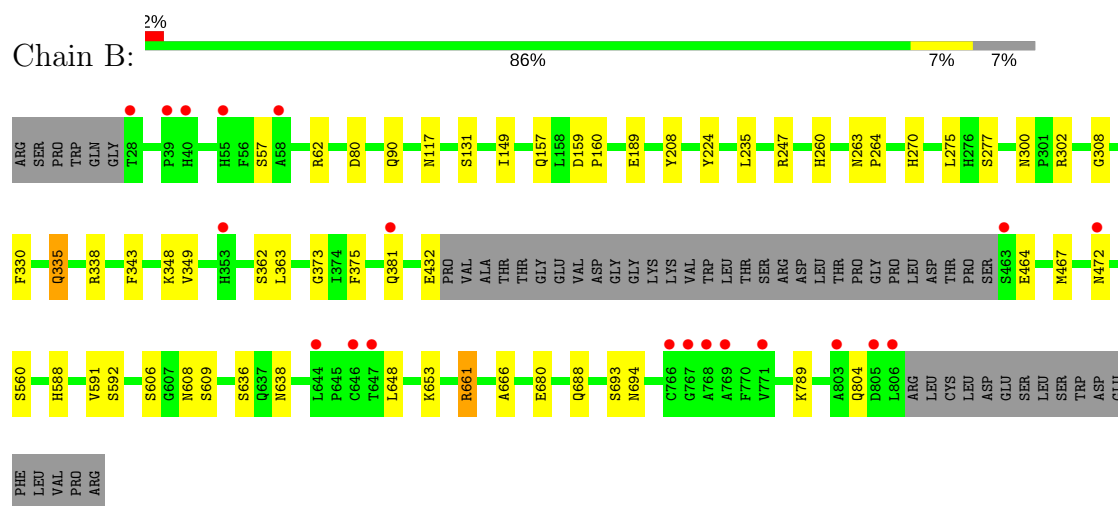 2%
Chain B:
86% 7% 7%
ARG SER PRO TRP GLN GLY T28 P39 H40 H55 F56 S57 A58 R62 D80 Q90 N117 S131 I149 Q157 L158 D159 P160 E189 Y208 Y224 L235 R247 H260 N263 P264 H270 L275 H276 S277 N300 P301 R302 G308
F330 Q335 R338 F343 K348 V349 H353 S362 L363 G373 I374 F375 Q381 E432 PRO VAL ALA THR THR GLY GLU VAL ASP GLY GLY LYS LYS VAL TRP LEU THR SER ARG ASP LEU THR PRO GLY PRO LEU ASP THR PRO SER S463 E464 M467 N472
S560 H588 V591 S592 S606 G607 N608 S609 S636 Q637 N638 L644 P645 C646 T647 L648 K653 R661 A666 E680 Q688 S693 N694 C766 G767 A768 A769 F770 V771 K789 A803 Q804 D805 L806 ARG LEU CYS LEU ASP GLU SER LEU SER TRP ASP GLU
PHE LEU VAL PRO ARG